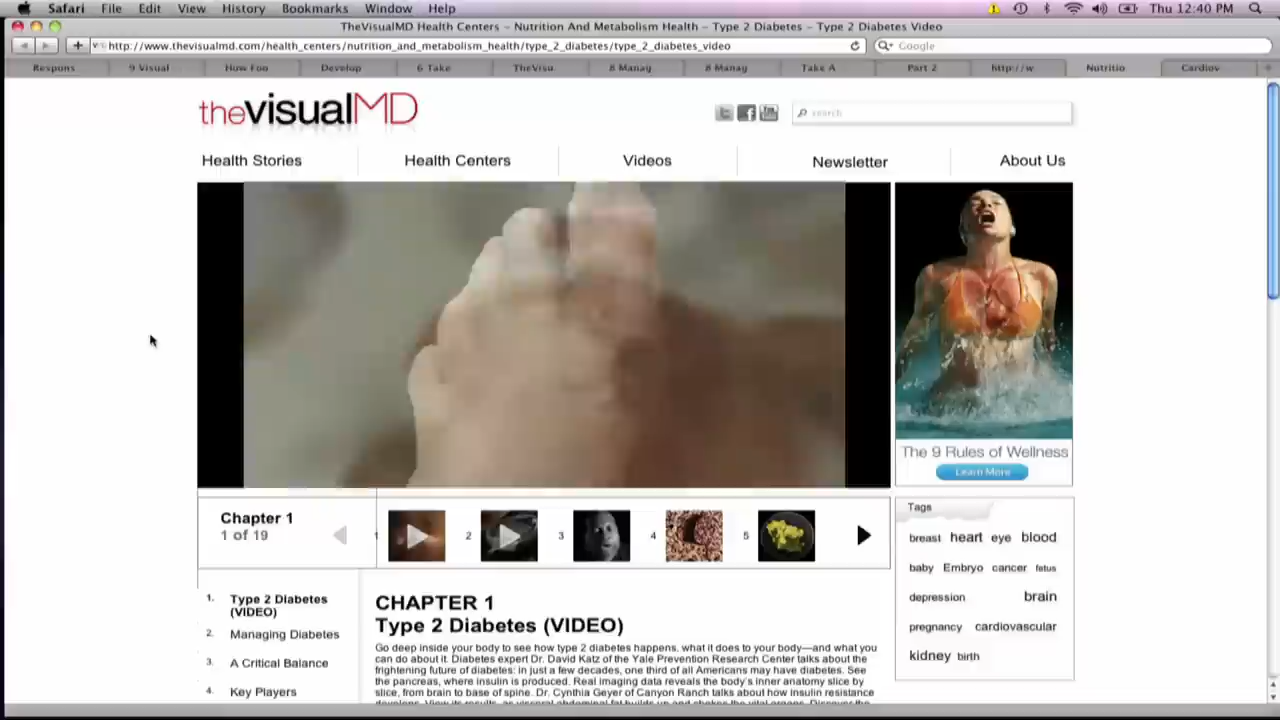 Safari File Edit View History Bookmarks Window Help Thu 12:40 PM
TheVisualMD Health Centers – Nutrition And Metabolism Health – Type 2 Diabetes – Type 2 Diabetes Video
http://www.thevisualmd.com/health_centers/nutrition_and_metabolism_health/type_2_diabetes/type_2_diabetes_video Google
Respons 9 Visual How Foo Develop 6 Take TheVisu 8 Manag 8 Manag Take A Part 2 http://w Nutritio Cardiov
thevisualMD
You Tube
search
Health Stories Health Centers Videos Newsletter About Us
The 9 Rules of Wellness
Learn More
Chapter 1
1 of 19
1 2 3 4 5
Tags
breast heart eye blood
baby Embryo cancer fetus
depression brain
pregnancy cardiovascular
kidney birth
1. Type 2 Diabetes
(VIDEO)
2. Managing Diabetes
3. A Critical Balance
4. Key Players
CHAPTER 1
Type 2 Diabetes (VIDEO)
Go deep inside your body to see how type 2 diabetes happens, what it does to your body—and what you
can do about it. Diabetes expert Dr. David Katz of the Yale Prevention Research Center talks about the
frightening future of diabetes: in just a few decades, one third of all Americans may have diabetes. See
the pancreas, where insulin is produced. Real imaging data reveals the body's inner anatomy slice by
slice, from brain to base of spine. Dr. Cynthia Geyer of Canyon Ranch talks about how insulin resistance